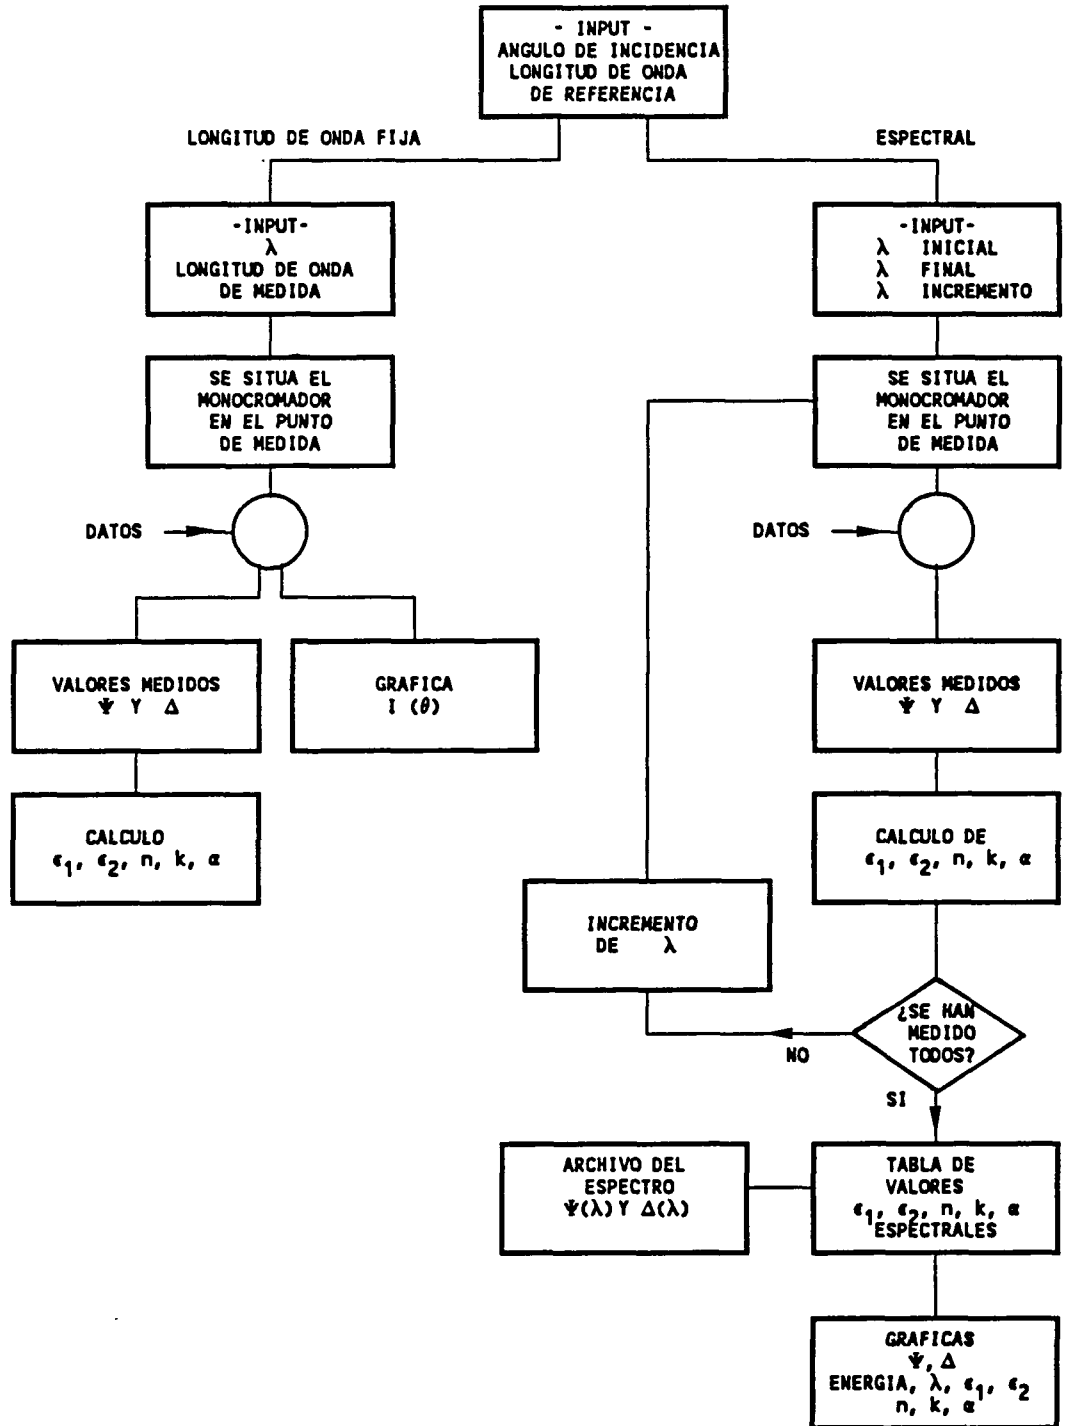 - INPUT -
ANGULO DE INCIDENCIA
LONGITUD DE ONDA
DE REFERENCIA
LONGITUD DE ONDA FIJA
ESPECTRAL
-INPUT-
λ
LONGITUD DE ONDA
DE MEDIDA
-INPUT-
λ INICIAL
λ FINAL
λ INCREMENTO
SE SITUA EL
MONOCROMADOR
EN EL PUNTO
DE MEDIDA
SE SITUA EL
MONOCROMADOR
EN EL PUNTO
DE MEDIDA
DATOS
DATOS
VALORES MEDIDOS
Ψ Y Δ
GRAFICA
I (θ)
VALORES MEDIDOS
Ψ Y Δ
CALCULO
ϵ₁, ϵ₂, n, k, α
CALCULO DE
ϵ₁, ϵ₂, n, k, α
INCREMENTO
DE λ
¿SE HAN
MEDIDO
TODOS?
NO
SI
ARCHIVO DEL
ESPECTRO
Ψ(λ) Y Δ(λ)
TABLA DE
VALORES
ϵ₁, ϵ₂, n, k, α
ESPECTRALES
GRAFICAS
Ψ, Δ
ENERGIA, λ, ϵ₁, ϵ₂
n, k, α